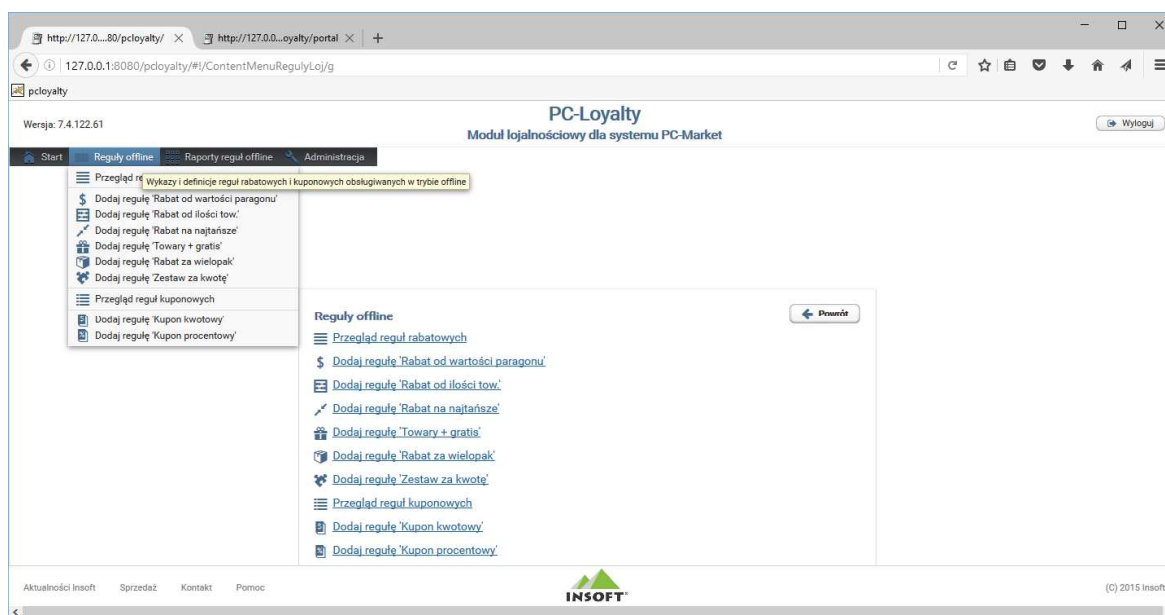 http://127.0....80/pcloyalty/
http://127.0.0...oyalty/portal
127.0.0.1:8080/pcloyalty/#!/ContentMenuRegulyLoj/g
pcloyalty
Wersja: 7.4.122.61
PC-Loyalty
Moduł lojalnościowy dla systemu PC-Market
Wyloguj
Start Reguły offline Raporty reguł offline Administracja
Przegląd re
Wykazy i definicje reguł rabatowych i kuponowych obsługiwanych w trybie offline
Dodaj regułę 'Rabat od wartości paragonu'
Dodaj regułę 'Rabat od ilości tow.'
Dodaj regułę 'Rabat na najtańsze'
Dodaj regułę 'Towary + gratis'
Dodaj regułę 'Rabat za wielopak'
Dodaj regułę 'Zestaw za kwotę'
Przegląd reguł kuponowych
Dodaj regułę 'Kupon kwotowy'
Dodaj regułę 'Kupon procentowy'
Reguły offline
Powrót
Przegląd reguł rabatowych
Dodaj regułę 'Rabat od wartości paragonu'
Dodaj regułę 'Rabat od ilości tow.'
Dodaj regułę 'Rabat na najtańsze'
Dodaj regułę 'Towary + gratis'
Dodaj regułę 'Rabat za wielopak'
Dodaj regułę 'Zestaw za kwotę'
Przegląd reguł kuponowych
Dodaj regułę 'Kupon kwotowy'
Dodaj regułę 'Kupon procentowy'
Aktualności Insoft Sprzedaż Kontakt Pomoc
INSOFT
(C) 2015 Insoft